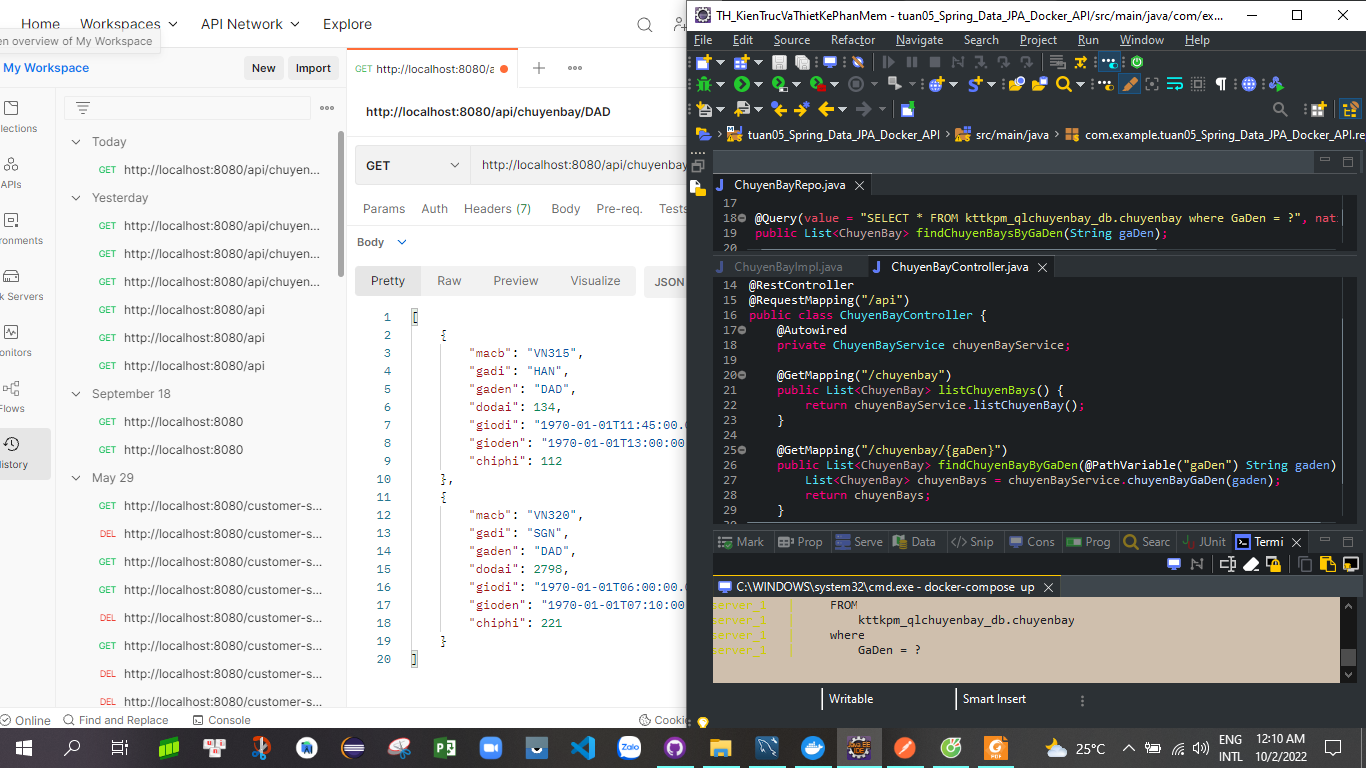 Home
Workspaces
API Network
Explore
en overview of My Workspace
My Workspace
New
Import
lections
APIs
ronments
k Servers
onitors
Flows
istory
Today
GET http://localhost:8080/api/chuyen...
Yesterday
GET http://localhost:8080/api/chuyen...
GET http://localhost:8080/api/chuyen...
GET http://localhost:8080/api/chuyen...
GET http://localhost:8080/api
GET http://localhost:8080/api
GET http://localhost:8080/api
September 18
GET http://localhost:8080
GET http://localhost:8080
May 29
GET http://localhost:8080/customer-s...
DEL http://localhost:8080/customer-s...
GET http://localhost:8080/customer-s...
GET http://localhost:8080/customer-s...
DEL http://localhost:8080/customer-s...
GET http://localhost:8080/customer-s...
DEL http://localhost:8080/customer-s...
DEL http://localhost:8080/customer-s...
GET http://localhost:8080/a
http://localhost:8080/api/chuyenbay/DAD
GET
http://localhost:8080/api/chuyenbay
Params
Auth
Headers (7)
Body
Pre-req.
Tests
Body
Pretty
Raw
Preview
Visualize
JSON
1 [
2 {
3 "macb": "VN315",
4 "gadi": "HAN",
5 "gaden": "DAD",
6 "dodai": 134,
7 "giodi": "1970-01-01T11:45:00.
8 "gioden": "1970-01-01T13:00:00
9 "chiphi": 112
10 },
11 {
12 "macb": "VN320",
13 "gadi": "SGN",
14 "gaden": "DAD",
15 "dodai": 2798,
16 "giodi": "1970-01-01T06:00:00.
17 "gioden": "1970-01-01T07:10:00
18 "chiphi": 221
19 }
20 ]
Online
Find and Replace
Console
Cookie
TH_KienTrucVaThietKePhanMem - tuan05_Spring_Data_JPA_Docker_API/src/main/java/com/ex...
File Edit Source Refactor Navigate Search Project Run Window Help
tuan05_Spring_Data_JPA_Docker_API
src/main/java
com.example.tuan05_Spring_Data_JPA_Docker_API.re
ChuyenBayRepo.java
17
18 @Query(value = "SELECT * FROM kttkpm_qlchuyenbay_db.chuyenbay where GaDen = ?", nat
19 public List<ChuyenBay> findChuyenBaysByGaDen(String gaDen);
20
ChuyenBayImpl.java
ChuyenBayController.java
14 @RestController
15 @RequestMapping("/api")
16 public class ChuyenBayController {
17 @Autowired
18 private ChuyenBayService chuyenBayService;
19
20 @GetMapping("/chuyenbay")
21 public List<ChuyenBay> listChuyenBays() {
22 return chuyenBayService.listChuyenBay();
23 }
24
25 @GetMapping("/chuyenbay/{gaDen}")
26 public List<ChuyenBay> findChuyenBayByGaDen(@PathVariable("gaDen") String gaden)
27 List<ChuyenBay> chuyenBays = chuyenBayService.chuyenBayGaDen(gaden);
28 return chuyenBays;
29 }
Mark
Prop
Serve
Data
Snip
Cons
Prog
Searc
JUnit
Termi
C:\WINDOWS\system32\cmd.exe - docker-compose up
server_1 | FROM
server_1 | kttkpm_qlchuyenbay_db.chuyenbay
server_1 | where
server_1 | GaDen = ?
Writable
Smart Insert
Zalo
PDF
25°C
ENG
INTL
12:10 AM
10/2/2022